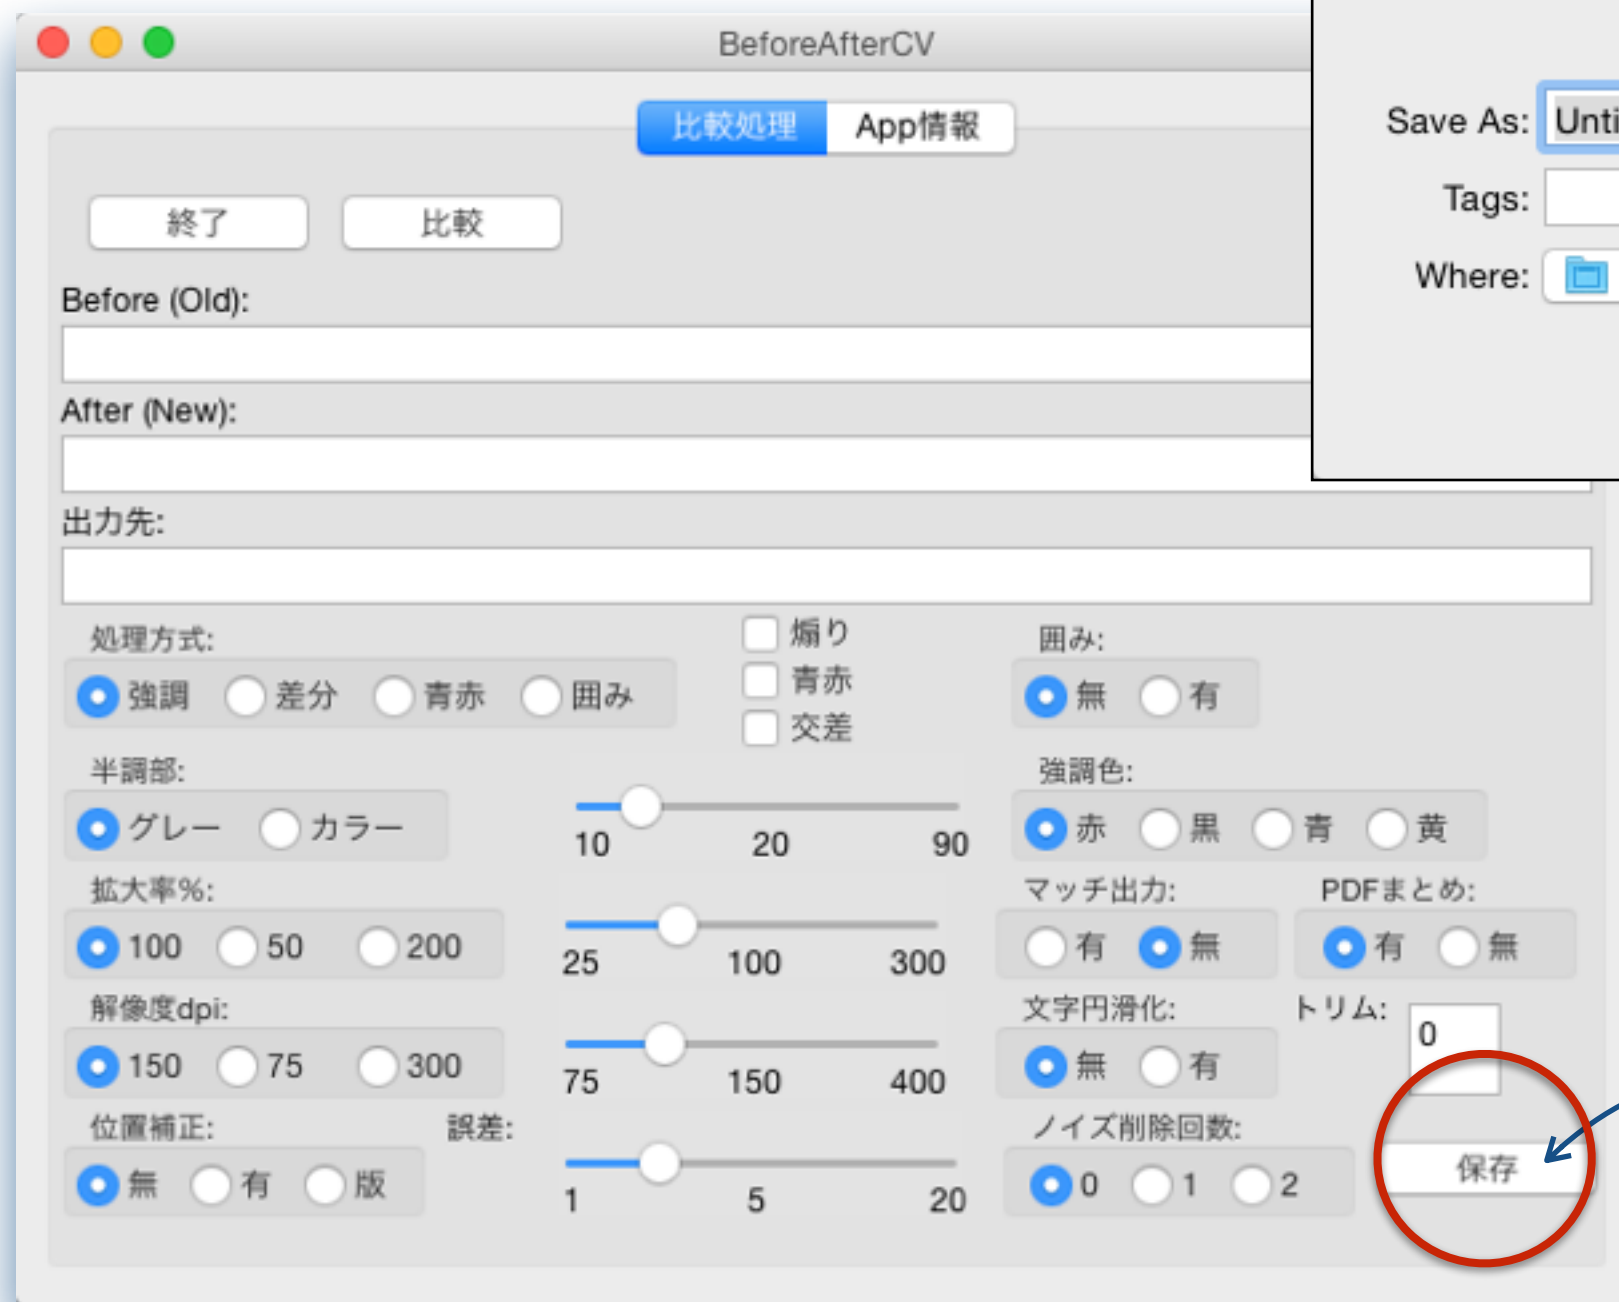 BeforeAfterCV
比較処理 App情報
Save As: Unti
Tags:
Where:
終了 比較
Before (Old):
After (New):
出力先:
処理方式:
強調 差分 青赤 囲み
煽り
青赤
交差
囲み:
無 有
半調部:
グレー カラー
10 20 90
強調色:
赤 黒 青 黄
拡大率%:
100 50 200
25 100 300
マッチ出力:
有 無
PDFまとめ:
有 無
解像度dpi:
150 75 300
75 150 400
文字円滑化:
無 有
トリム:
0
位置補正:
無 有 版
誤差:
1 5 20
ノイズ削除回数:
0 1 2
保存